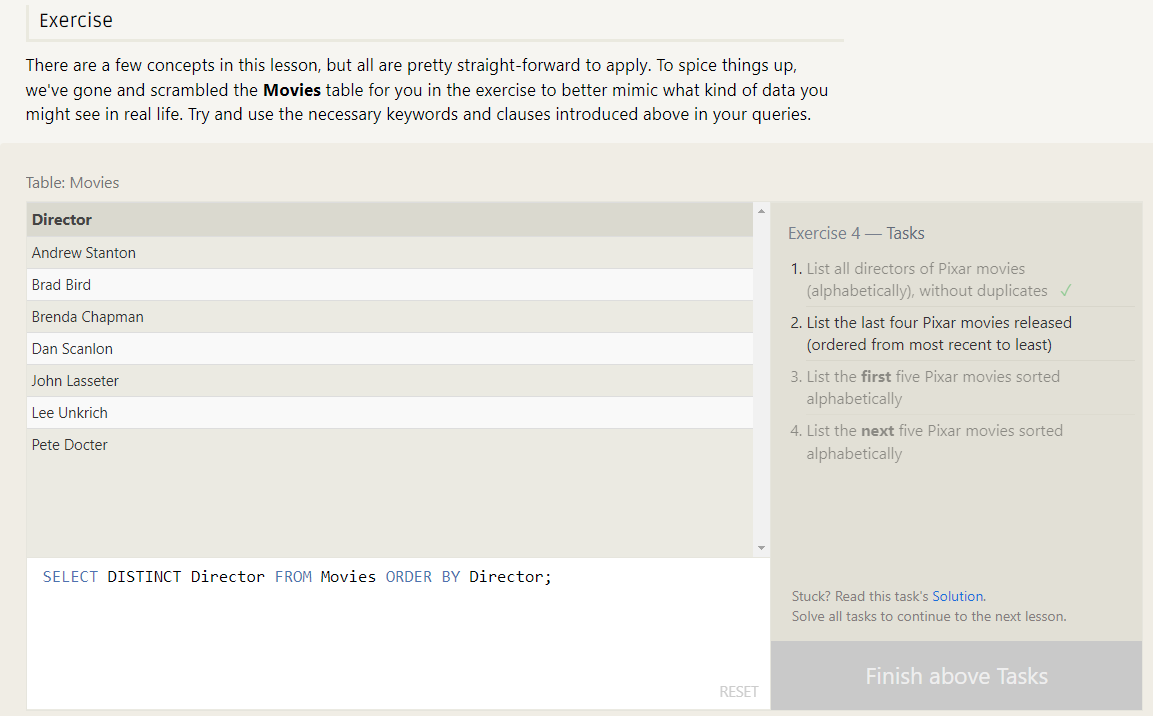 Exercise
There are a few concepts in this lesson, but all are pretty straight-forward to apply. To spice things up,
we've gone and scrambled the Movies table for you in the exercise to better mimic what kind of data you
might see in real life. Try and use the necessary keywords and clauses introduced above in your queries.
Table: Movies
Director
Andrew Stanton
Brad Bird
Brenda Chapman
Dan Scanlon
John Lasseter
Lee Unkrich
Pete Docter
SELECT DISTINCT Director FROM Movies ORDER BY Director;
RESET
Exercise 4 — Tasks
1. List all directors of Pixar movies
(alphabetically), without duplicates ✓
2. List the last four Pixar movies released
(ordered from most recent to least)
3. List the first five Pixar movies sorted
alphabetically
4. List the next five Pixar movies sorted
alphabetically
Stuck? Read this task's Solution.
Solve all tasks to continue to the next lesson.
Finish above Tasks